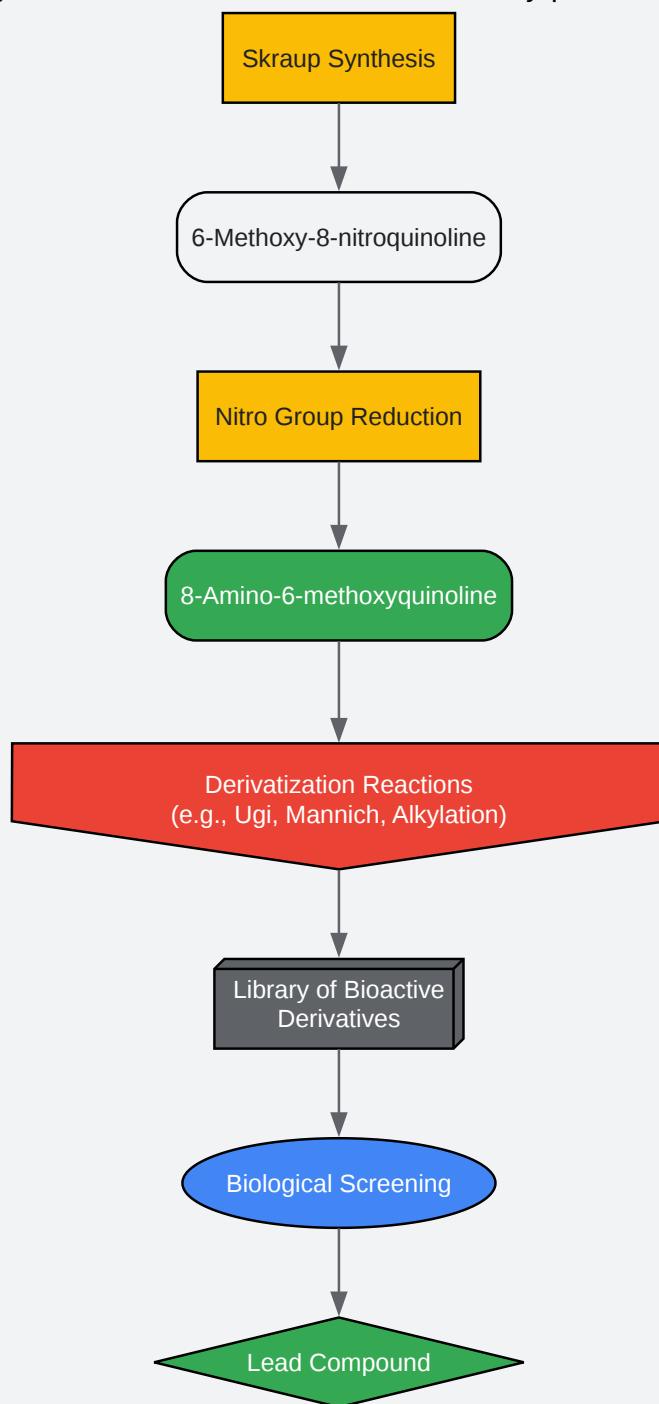 Skraup Synthesis
6-Methoxy-8-nitroquinoline
Nitro Group Reduction
8-Amino-6-methoxyquinoline
Derivatization Reactions
(e.g., Ugi, Mannich, Alkylation)
Library of Bioactive
Derivatives
Biological Screening
Lead Compound